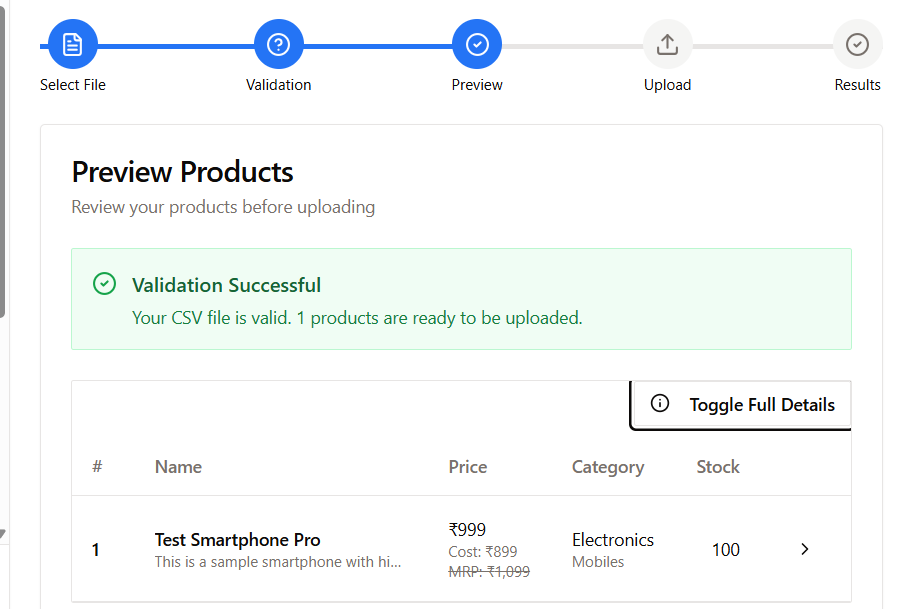 Select File Validation Preview Upload Results
Preview Products
Review your products before uploading
Validation Successful
Your CSV file is valid. 1 products are ready to be uploaded.
Toggle Full Details
# Name Price Category Stock
1 Test Smartphone Pro ₹999 Electronics 100
This is a sample smartphone with hi... Cost: ₹899 Mobiles
MRP: ₹1,099